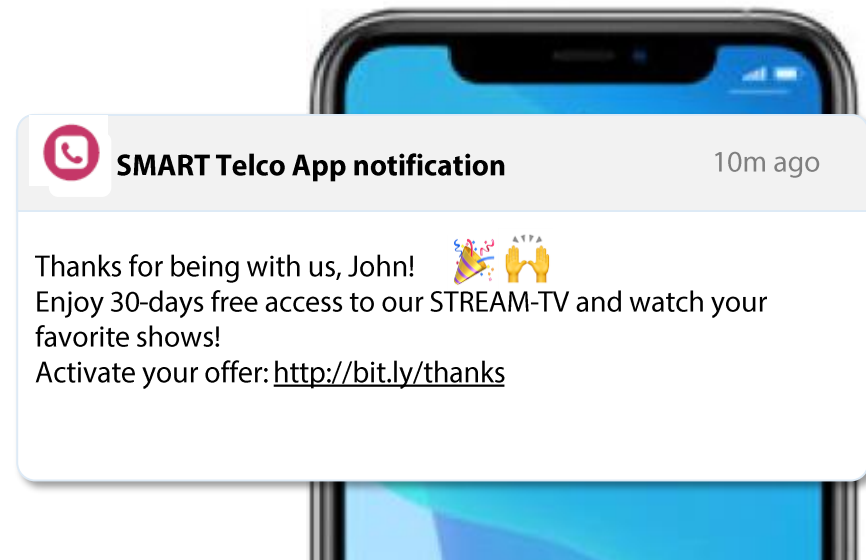 SMART Telco App notification
10m ago
Thanks for being with us, John! 🎉 🙌
Enjoy 30-days free access to our STREAM-TV and watch your
favorite shows!
Activate your offer: http://bit.ly/thanks